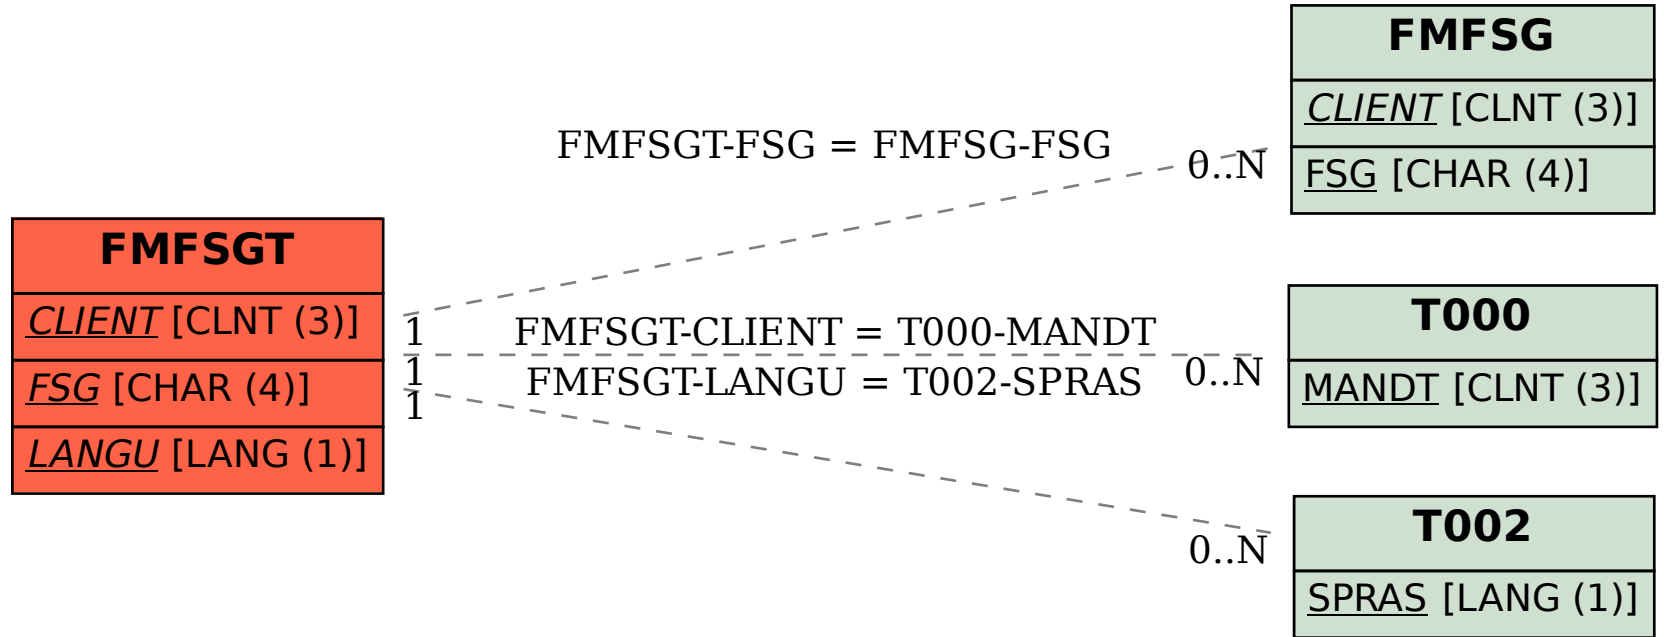 FMFSGT
CLIENT [CLNT (3)]
FSG [CHAR (4)]
LANGU [LANG (1)]
FMFSGT-FSG = FMFSG-FSG
0..N
1
FMFSGT-CLIENT = T000-MANDT
1
0..N
FMFSGT-LANGU = T002-SPRAS
1
0..N
FMFSG
CLIENT [CLNT (3)]
FSG [CHAR (4)]
T000
MANDT [CLNT (3)]
T002
SPRAS [LANG (1)]